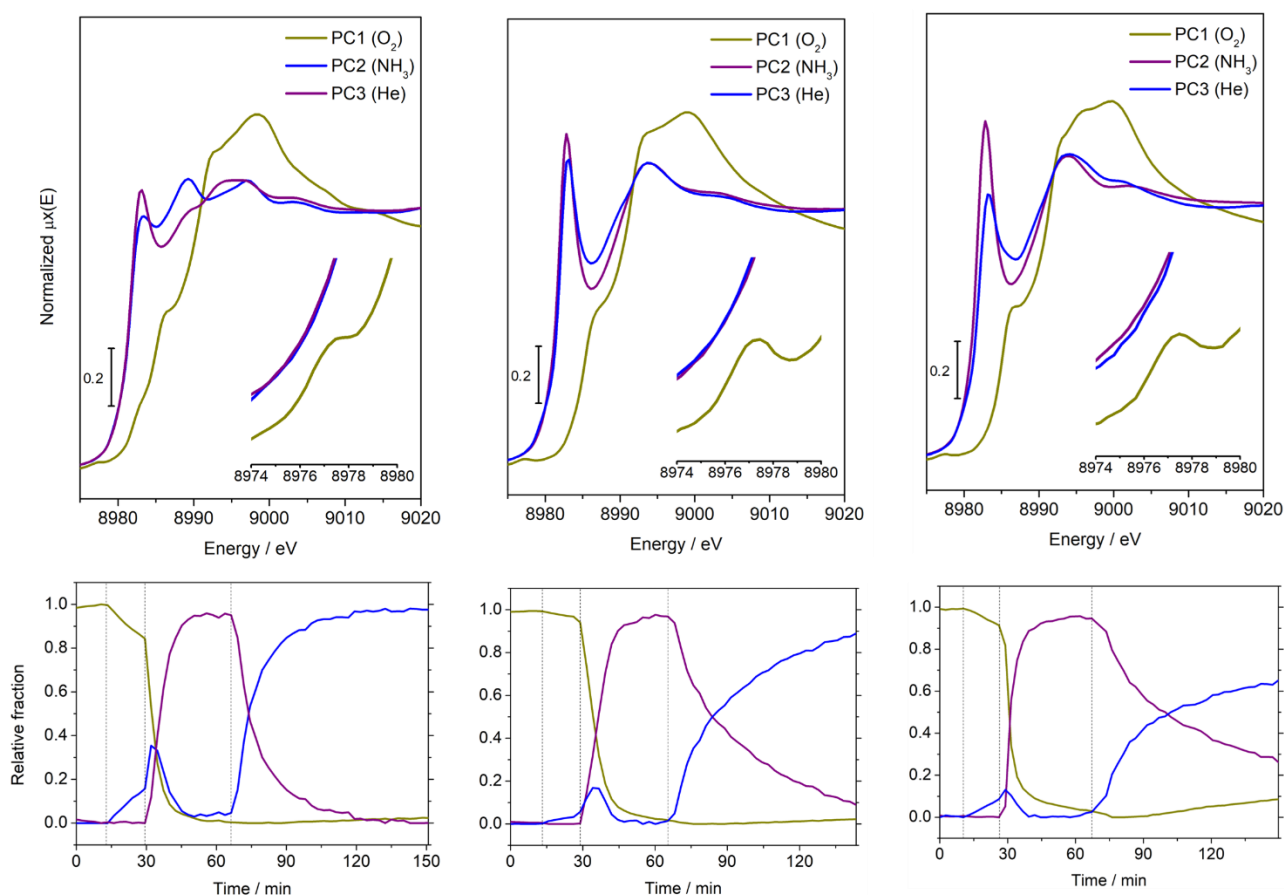 PC1 (O2)
PC2 (NH3)
PC3 (He)
Normalized μx(E)
0.2
8974 8976 8978 8980
8980 8990 9000 9010 9020
Energy / eV
PC1 (O2)
PC2 (NH3)
PC3 (He)
0.2
8974 8976 8978 8980
8980 8990 9000 9010 9020
Energy / eV
PC1 (O2)
PC2 (NH3)
PC3 (He)
0.2
8974 8976 8978 8980
8980 8990 9000 9010 9020
Energy / eV
Relative fraction
1.0
0.8
0.6
0.4
0.2
0.0
0 30 60 90 120 150
Time / min
1.0
0.8
0.6
0.4
0.2
0.0
0 30 60 90 120
Time / min
1.0
0.8
0.6
0.4
0.2
0.0
0 30 60 90 120
Time / min